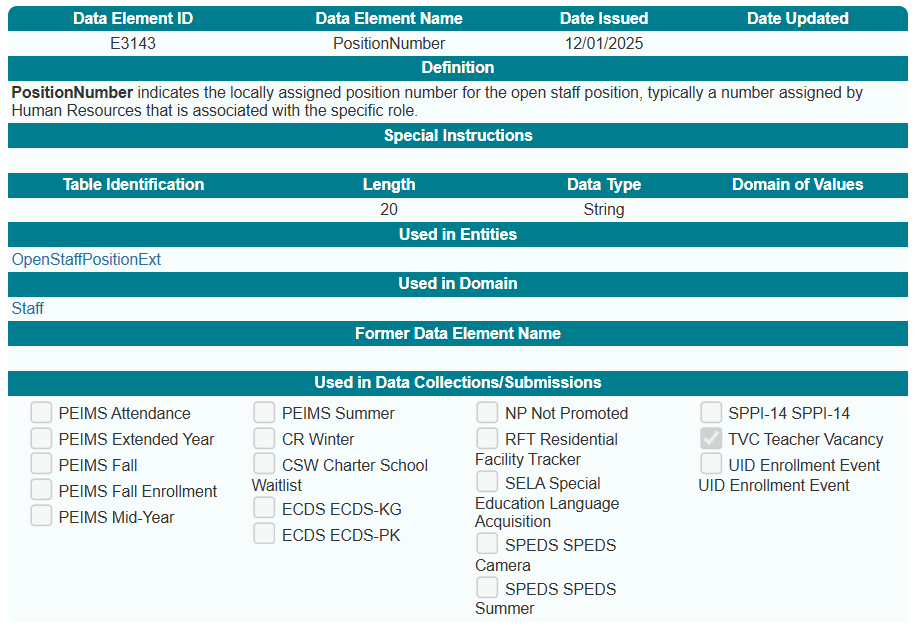 Data Element ID Data Element Name Date Issued Date Updated
E3143 PositionNumber 12/01/2025
Definition
PositionNumber indicates the locally assigned position number for the open staff position, typically a number assigned by
Human Resources that is associated with the specific role.
Special Instructions
Table Identification Length Data Type Domain of Values
20 String
Used in Entities
OpenStaffPositionExt
Used in Domain
Staff
Former Data Element Name
Used in Data Collections/Submissions
PEIMS Attendance
PEIMS Extended Year
PEIMS Fall
PEIMS Fall Enrollment
PEIMS Mid-Year
PEIMS Summer
CR Winter
CSW Charter School
Waitlist
ECDS ECDS-KG
ECDS ECDS-PK
NP Not Promoted
RFT Residential
Facility Tracker
SELA Special
Education Language
Acquisition
SPEDS SPEDS
Camera
SPEDS SPEDS
Summer
SPPI-14 SPPI-14
TVC Teacher Vacancy
UID Enrollment Event
UID Enrollment Event